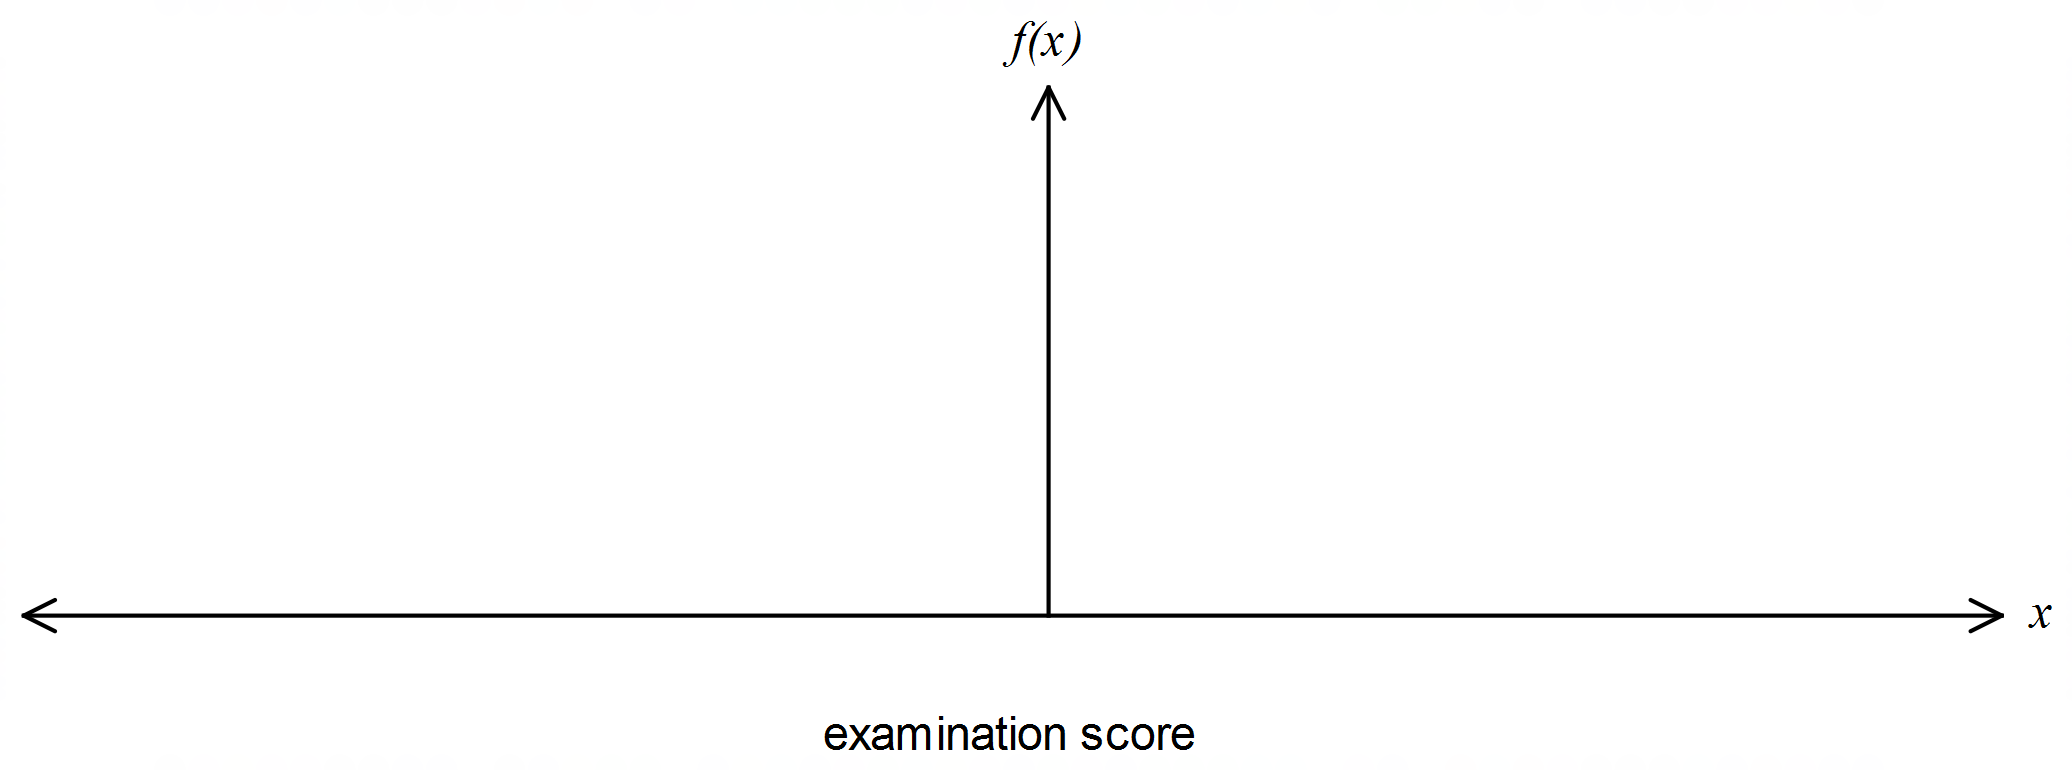 f(x)
x
examination score